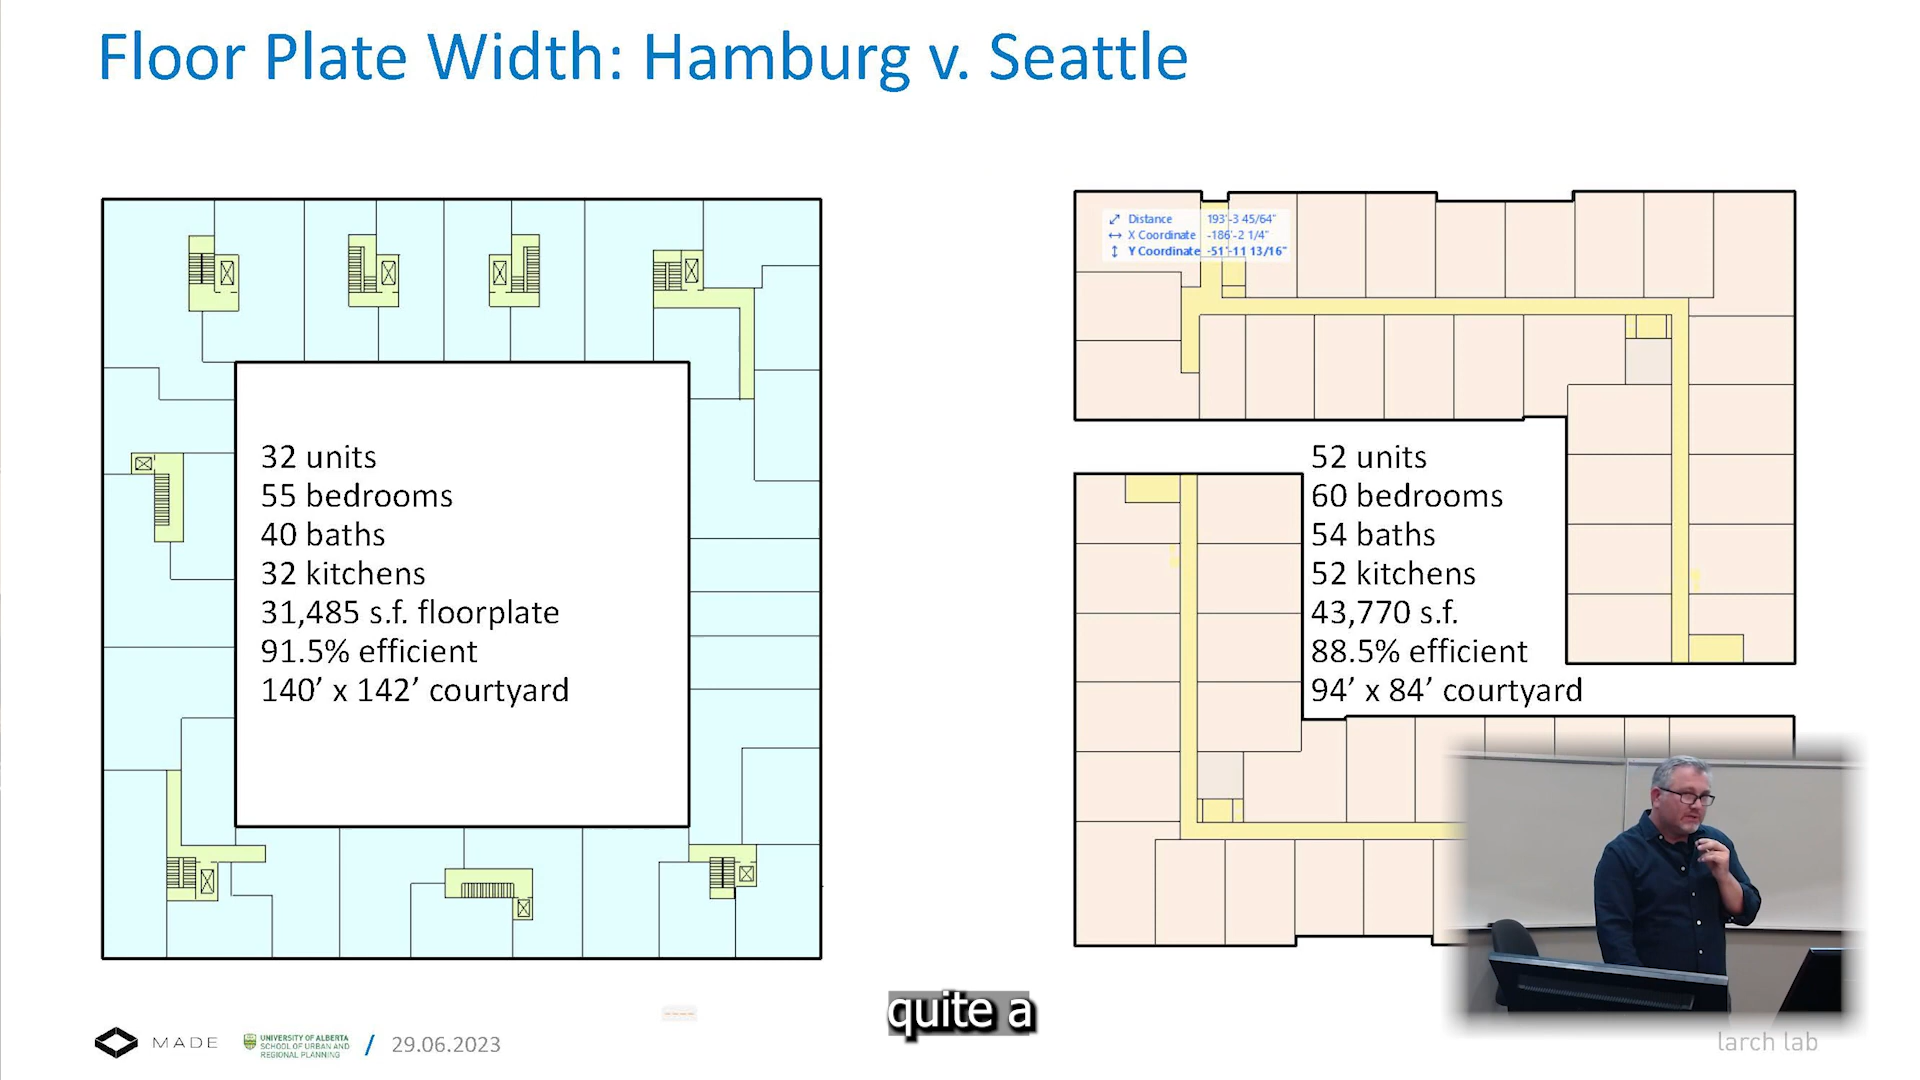 Floor Plate Width: Hamburg v. Seattle
32 units
55 bedrooms
40 baths
32 kitchens
31,485 s.f. floorplate
91.5% efficient
140’ x 142’ courtyard
Distance 193'-3 45/64"
X Coordinate -186'-2 1/4"
Y Coordinate -51'-11 13/16"
52 units
60 bedrooms
54 baths
52 kitchens
43,770 s.f.
88.5% efficient
94’ x 84’ courtyard
quite a
MADE
UNIVERSITY OF ALBERTA
SCHOOL OF URBAN AND
REGIONAL PLANNING
/ 29.06.2023
larch lab